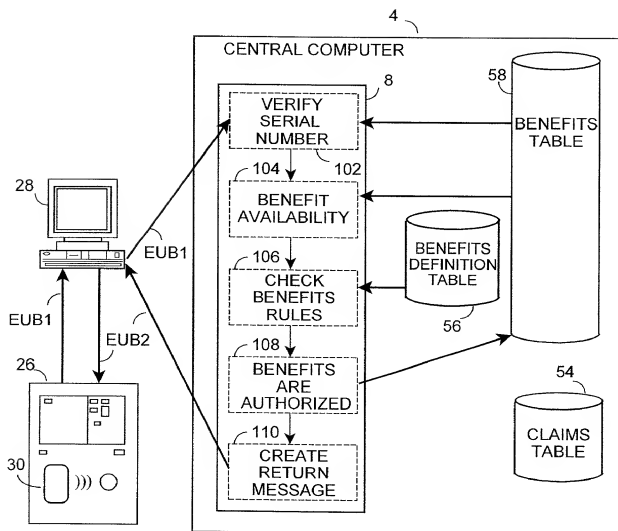 4
CENTRAL COMPUTER
58
8
VERIFY
SERIAL
NUMBER
BENEFITS
TABLE
102
104
28
BENEFIT
AVAILABILITY
EUB1
BENEFITS
DEFINITION
TABLE
106
CHECK
BENEFITS
RULES
56
EUB1
EUB2
108
BENEFITS
ARE
AUTHORIZED
26
54
CLAIMS
TABLE
110
CREATE
RETURN
MESSAGE
30